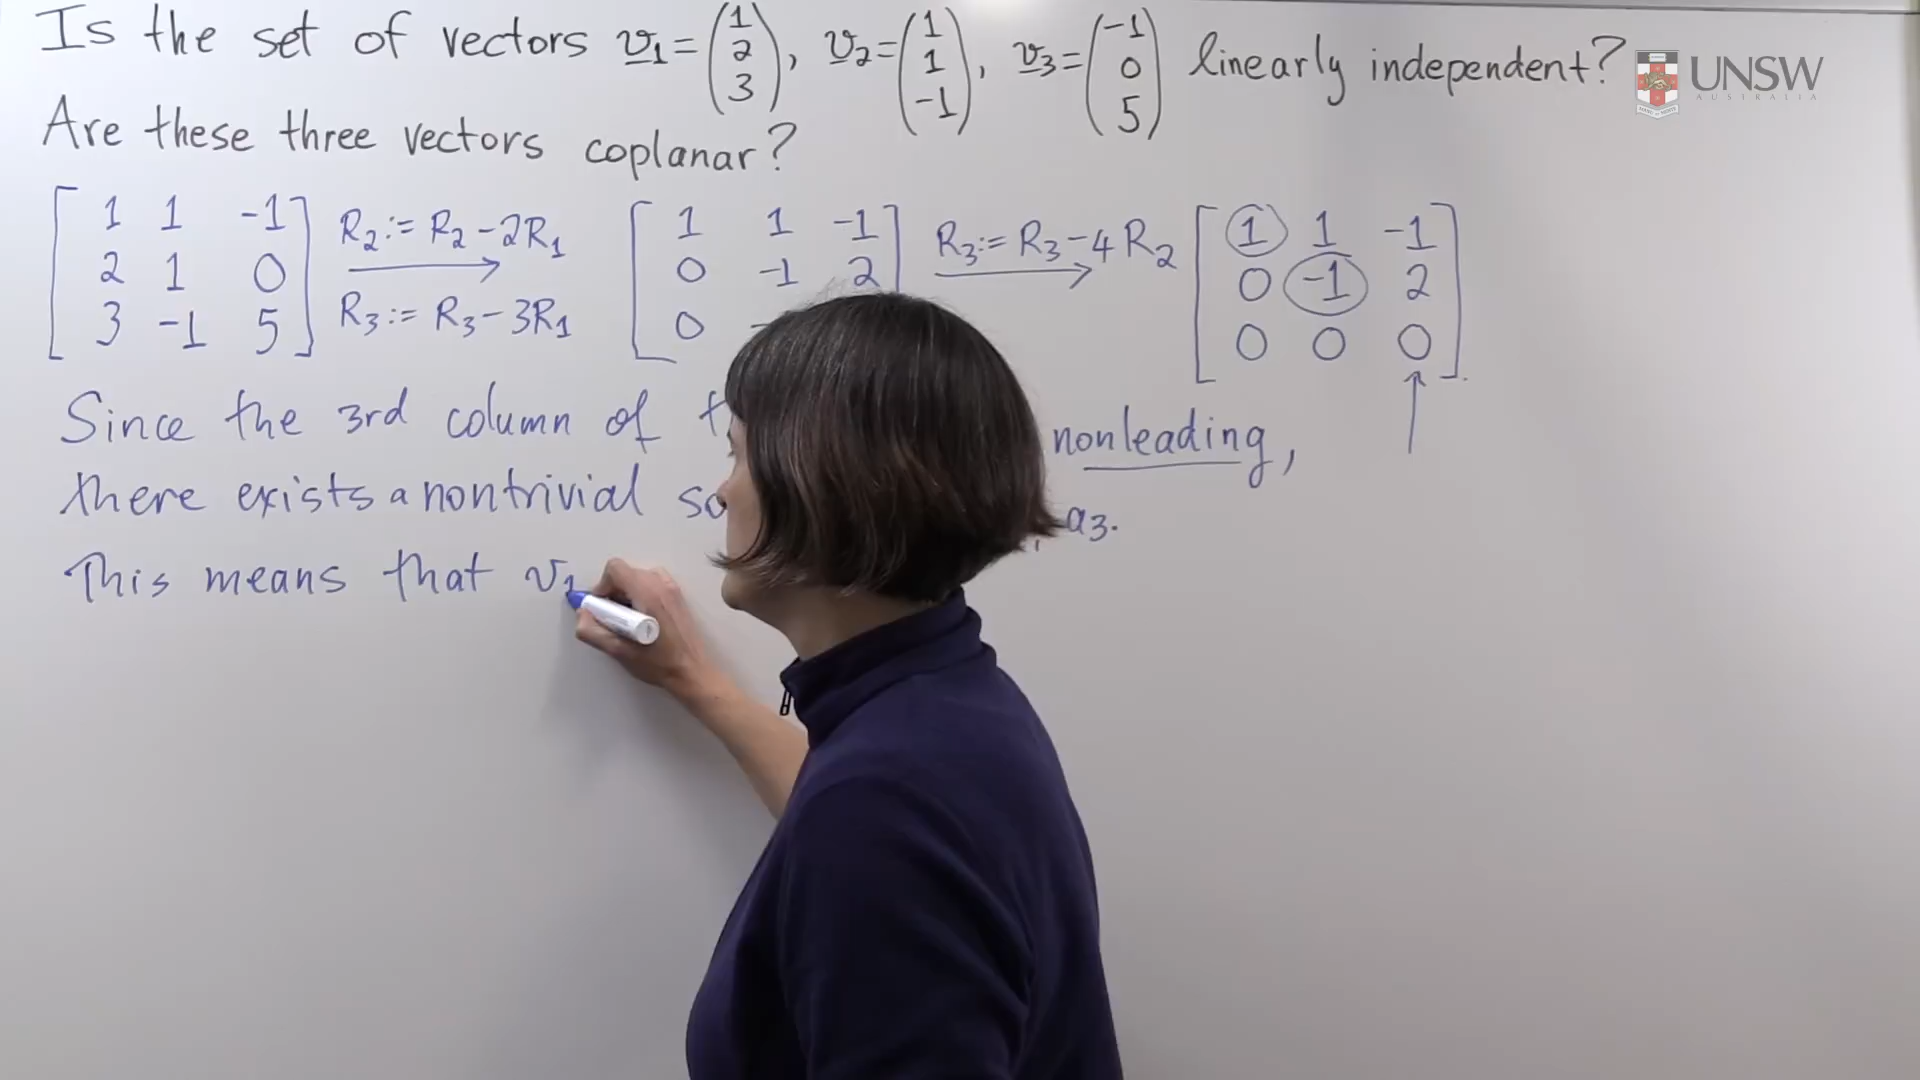 Is the set of vectors v1 = (1 2 3), v2 = (1 1 -1), v3 = (-1 0 5) linearly independent?
UNSW
AUSTRALIA
Are these three vectors coplanar?
[1 1 -1 R2 := R2 - 2R1 [1 1 -1 R3 := R3 - 4R2 [1 1 -1
2 1 0 0 -1 2 0 -1 2
3 -1 5] R3 := R3 - 3R1 0 0 0 0]
Since the 3rd column of nonleading,
there exists a nontrivial a3.
This means that v1